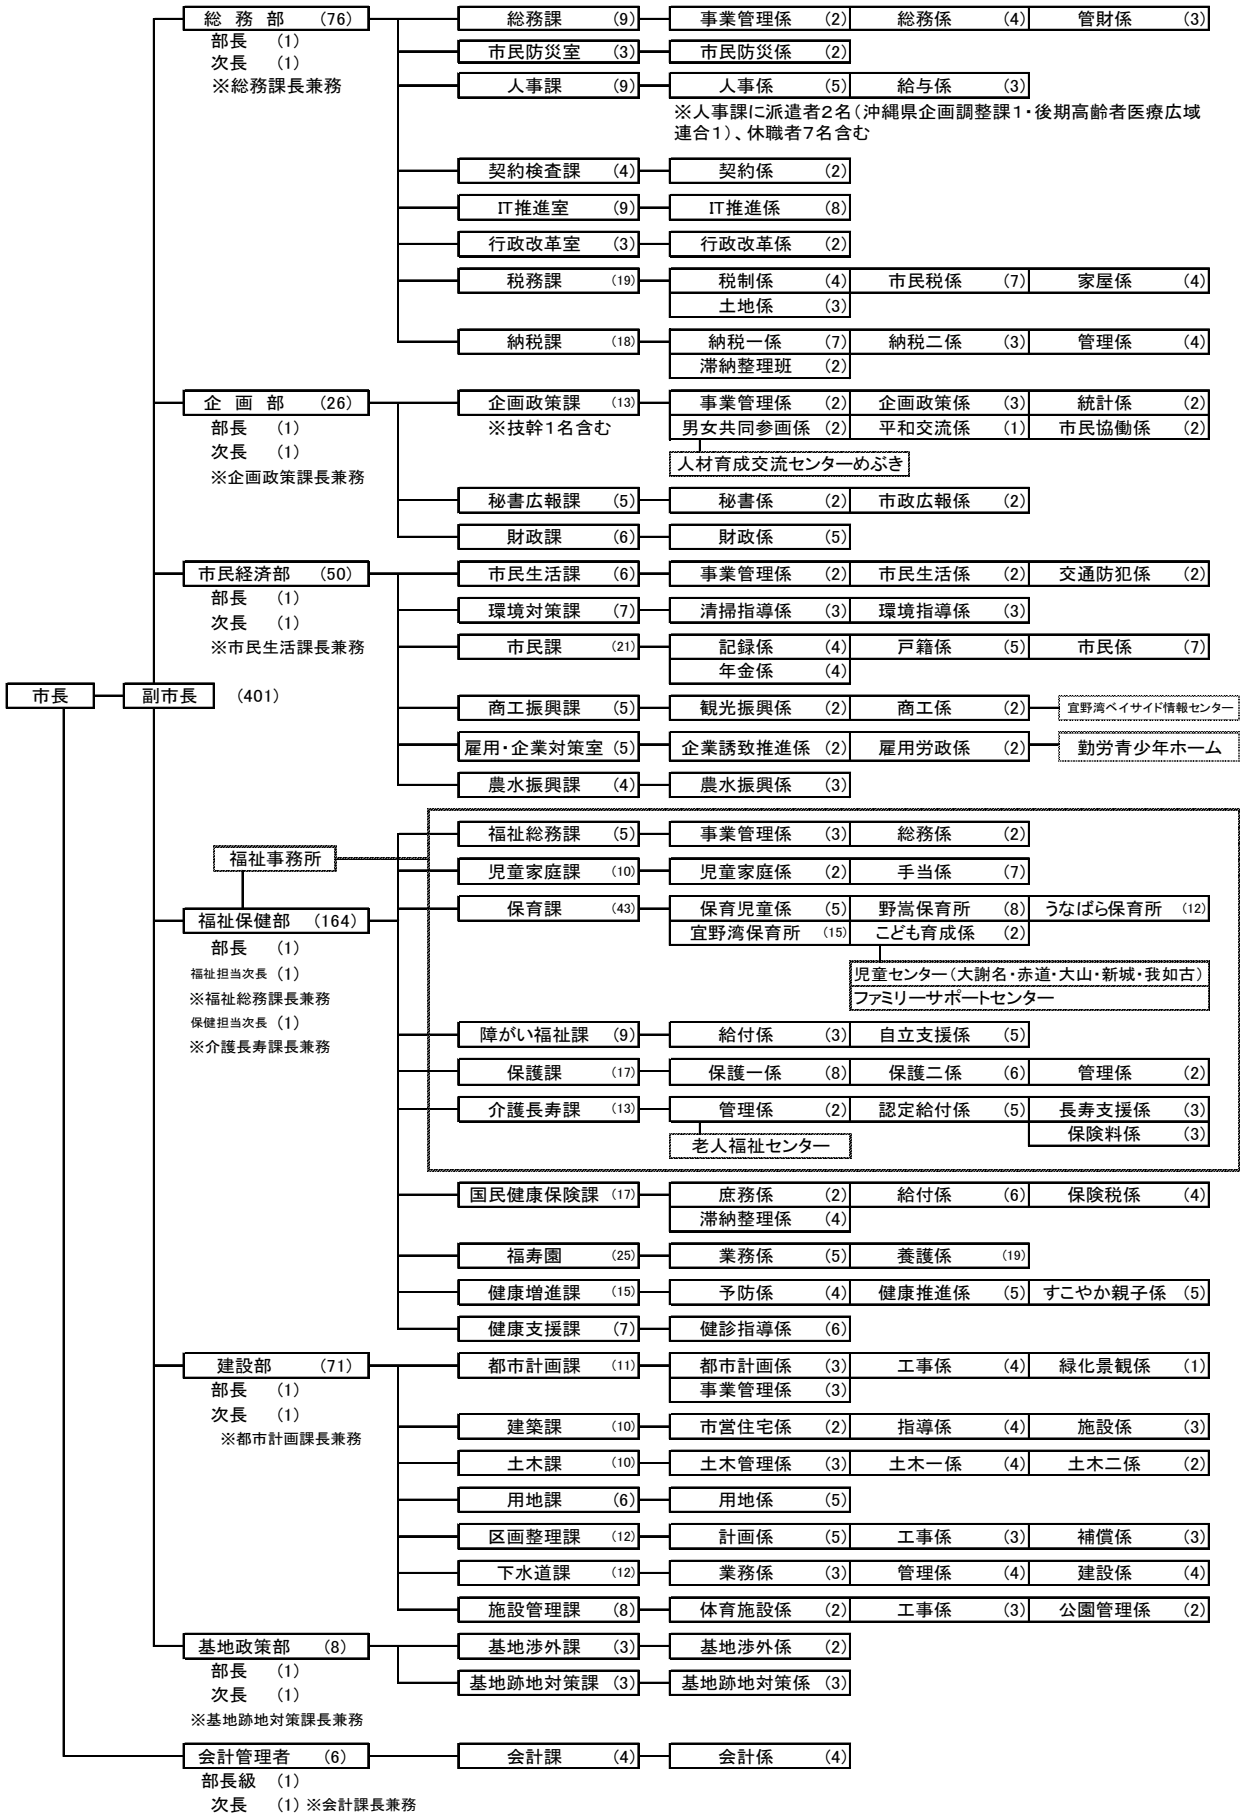 総 務 部 (76) 総務課 (9) 事業管理係 (2) 総務係 (4) 管財係 (3)
部長 (1) 市民防災室 (3) 市民防災係 (2)
次長 (1)
※総務課長兼務 人事課 (9) 人事係 (5) 給与係 (3)
※人事課に派遣者2名(沖縄県企画調整課1・後期高齢者医療広域
連合1)、休職者7名含む
契約検査課 (4) 契約係 (2)
IT推進室 (9) IT推進係 (8)
行政改革室 (3) 行政改革係 (2)
税務課 (19) 税制係 (4) 市民税係 (7) 家屋係 (4)
土地係 (3)
納税課 (18) 納税一係 (7) 納税二係 (3) 管理係 (4)
滞納整理班 (2)
企 画 部 (26) 企画政策課 (13) 事業管理係 (2) 企画政策係 (3) 統計係 (2)
部長 (1) ※技幹1名含む 男女共同参画係 (2) 平和交流係 (1) 市民協働係 (2)
次長 (1) 人材育成交流センターめぶき
※企画政策課長兼務
秘書広報課 (5) 秘書係 (2) 市政広報係 (2)
財政課 (6) 財政係 (5)
市民経済部 (50) 市民生活課 (6) 事業管理係 (2) 市民生活係 (2) 交通防犯係 (2)
部長 (1) 環境対策課 (7) 清掃指導係 (3) 環境指導係 (3)
次長 (1)
※市民生活課長兼務 市民課 (21) 記録係 (4) 戸籍係 (5) 市民係 (7)
年金係 (4)
市長 副市長 (401)
商工振興課 (5) 観光振興係 (2) 商工係 (2) 宜野湾ベイサイド情報センター
雇用・企業対策室 (5) 企業誘致推進係 (2) 雇用労政係 (2) 勤労青少年ホーム
農水振興課 (4) 農水振興係 (3)
福祉総務課 (5) 事業管理係 (3) 総務係 (2)
福祉事務所
児童家庭課 (10) 児童家庭係 (2) 手当係 (7)
保育課 (43) 保育児童係 (5) 野嵩保育所 (8) うなばら保育所 (12)
福祉保健部 (164)
宜野湾保育所 (15) こども育成係 (2)
部長 (1)
福祉担当次長 (1) 児童センター(大謝名・赤道・大山・新城・我如古)
※福祉総務課長兼務 ファミリーサポートセンター
保健担当次長 (1)
障がい福祉課 (9) 給付係 (3) 自立支援係 (5)
※介護長寿課長兼務
保護課 (17) 保護一係 (8) 保護二係 (6) 管理係 (2)
介護長寿課 (13) 管理係 (2) 認定給付係 (5) 長寿支援係 (3)
保険料係 (3)
老人福祉センター
国民健康保険課 (17) 庶務係 (2) 給付係 (6) 保険税係 (4)
滞納整理係 (4)
福寿園 (25) 業務係 (5) 養護係 (19)
健康増進課 (15) 予防係 (4) 健康推進係 (5) すこやか親子係 (5)
健康支援課 (7) 健診指導係 (6)
建設部 (71) 都市計画課 (11) 都市計画係 (3) 工事係 (4) 緑化景観係 (1)
部長 (1) 事業管理係 (3)
次長 (1)
※都市計画課長兼務 建築課 (10) 市営住宅係 (2) 指導係 (4) 施設係 (3)
土木課 (10) 土木管理係 (3) 土木一係 (4) 土木二係 (2)
用地課 (6) 用地係 (5)
区画整理課 (12) 計画係 (5) 工事係 (3) 補償係 (3)
下水道課 (12) 業務係 (3) 管理係 (4) 建設係 (4)
施設管理課 (8) 体育施設係 (2) 工事係 (3) 公園管理係 (2)
基地政策部 (8) 基地渉外課 (3) 基地渉外係 (2)
部長 (1) 基地跡地対策課 (3) 基地跡地対策係 (3)
次長 (1)
※基地跡地対策課長兼務
会計管理者 (6) 会計課 (4) 会計係 (4)
部長級 (1)
次長 (1) ※会計課長兼務